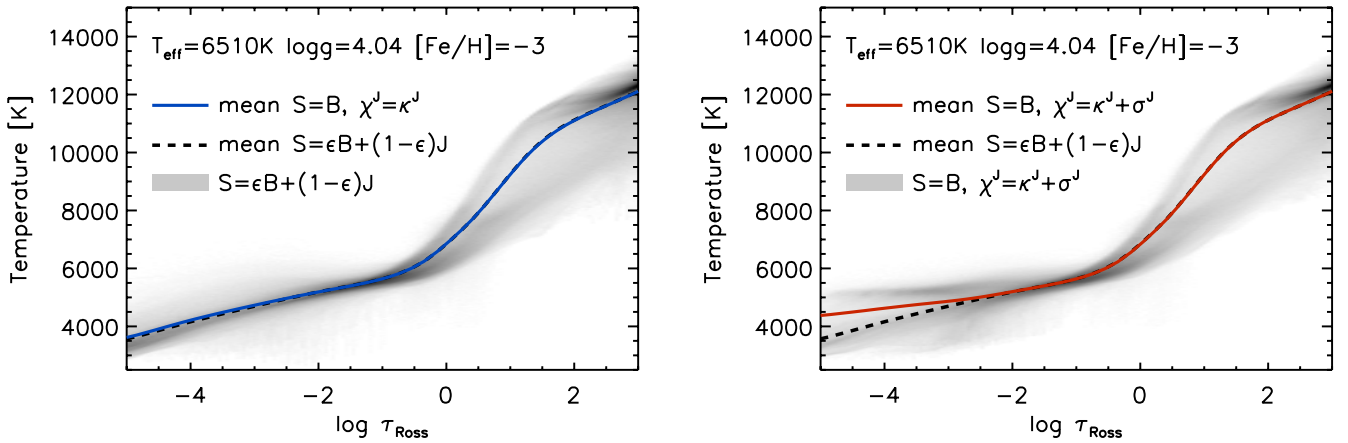 14000
12000
10000
8000
6000
4000
Temperature [K]
T_eff=6510K logg=4.04 [Fe/H]=−3
mean S=B, χ^J=κ^J
mean S=ϵB+(1−ϵ)J
S=ϵB+(1−ϵ)J
−4 −2 0 2
log τ_Ross
14000
12000
10000
8000
6000
4000
Temperature [K]
T_eff=6510K logg=4.04 [Fe/H]=−3
mean S=B, χ^J=κ^J+σ^J
mean S=ϵB+(1−ϵ)J
S=B, χ^J=κ^J+σ^J
−4 −2 0 2
log τ_Ross